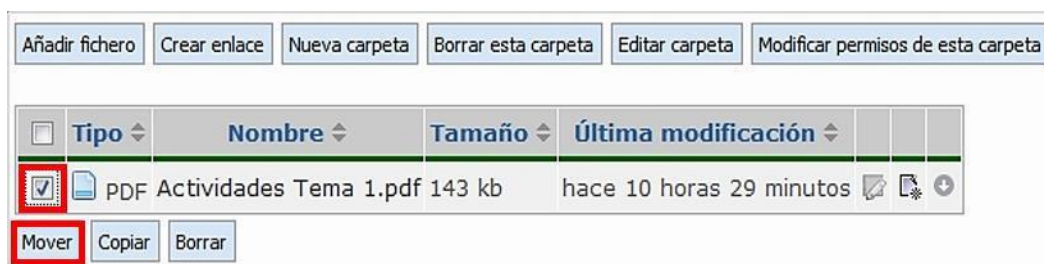 Añadir fichero Crear enlace Nueva carpeta Borrar esta carpeta Editar carpeta Modificar permisos de esta carpeta
Tipo Nombre Tamaño Última modificación
PDF Actividades Tema 1.pdf 143 kb hace 10 horas 29 minutos
Mover Copiar Borrar